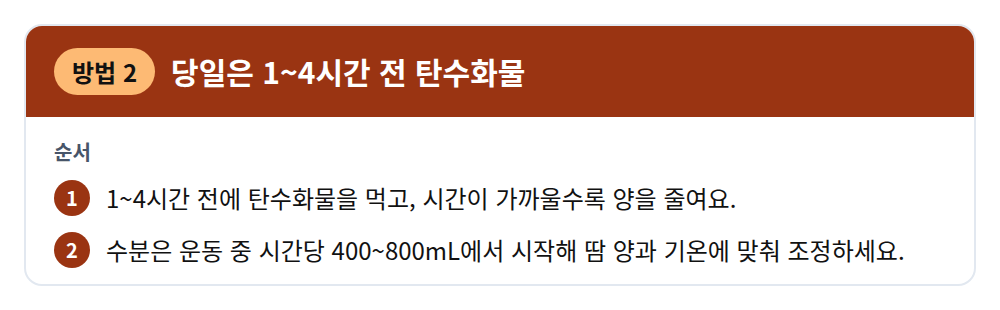 방법 2 당일은 1~4시간 전 탄수화물
순서
1 1~4시간 전에 탄수화물을 먹고, 시간이 가까울수록 양을 줄여요.
2 수분은 운동 중 시간당 400~800mL에서 시작해 땀 양과 기온에 맞춰 조정하세요.